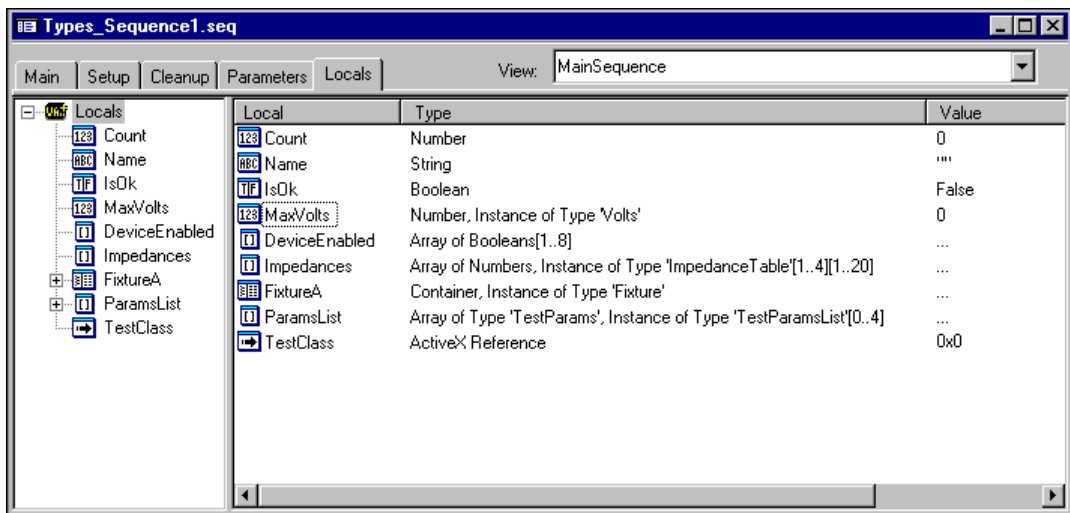 Types_Sequence1.seq
Main Setup Cleanup Parameters Locals View: MainSequence
Locals
Count
Name
IsOk
MaxVolts
DeviceEnabled
Impedances
FixtureA
ParamsList
TestClass
Local Type Value
Count Number 0
Name String ""
IsOk Boolean False
MaxVolts Number, Instance of Type 'Volts' 0
DeviceEnabled Array of Booleans[1..8] ...
Impedances Array of Numbers, Instance of Type 'ImpedanceTable'[1..4][1..20] ...
FixtureA Container, Instance of Type 'Fixture' ...
ParamsList Array of Type 'TestParams', Instance of Type 'TestParamsList'[0..4] ...
TestClass ActiveX Reference 0x0